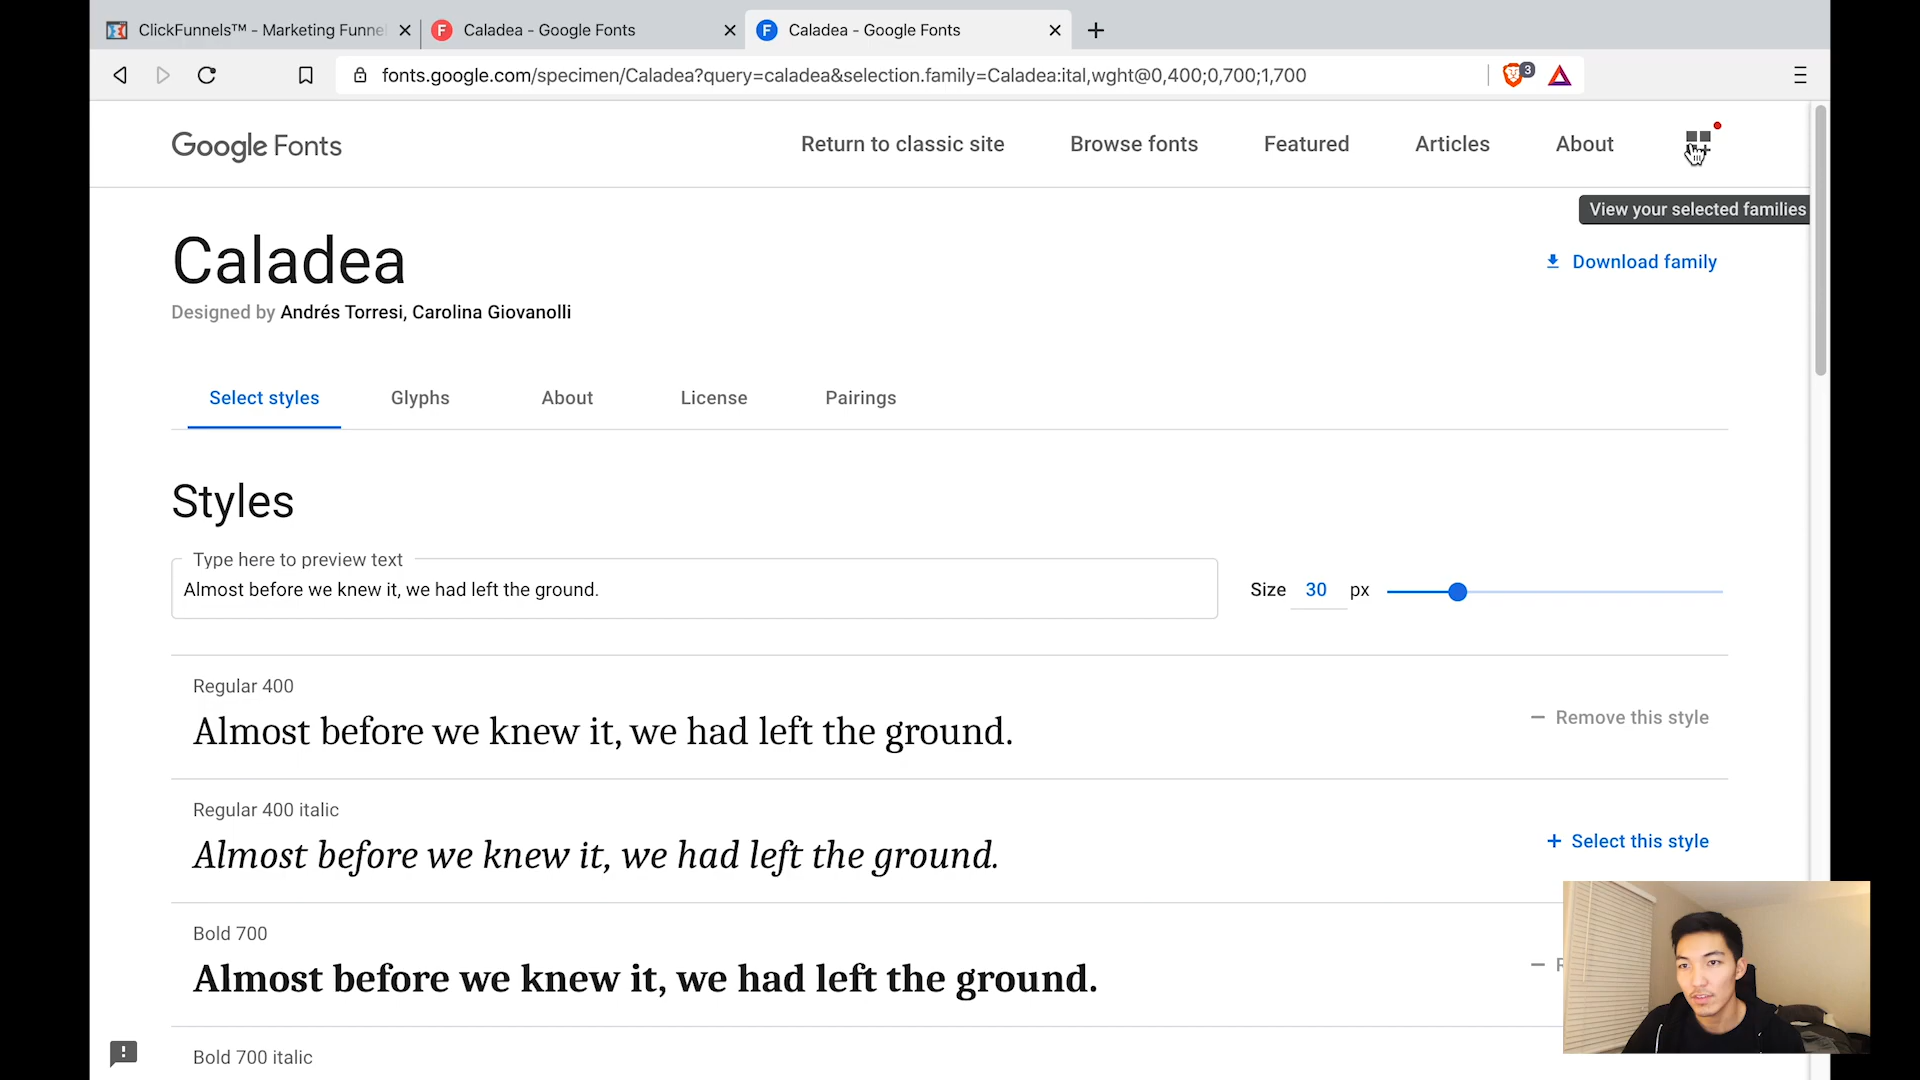 ClickFunnels™ - Marketing Funne
Caladea - Google Fonts
Caladea - Google Fonts
fonts.google.com/specimen/Caladea?query=caladea&selection.family=Caladea:ital,wght@0,400;0,700;1,700
3
Google Fonts
Return to classic site
Browse fonts
Featured
Articles
About
View your selected families
Caladea
Download family
Designed by Andrés Torresi, Carolina Giovanolli
Select styles
Glyphs
About
License
Pairings
Styles
Type here to preview text
Almost before we knew it, we had left the ground.
Size 30 px
Regular 400
Almost before we knew it, we had left the ground.
Remove this style
Regular 400 italic
Almost before we knew it, we had left the ground.
Select this style
Bold 700
Almost before we knew it, we had left the ground.
Bold 700 italic